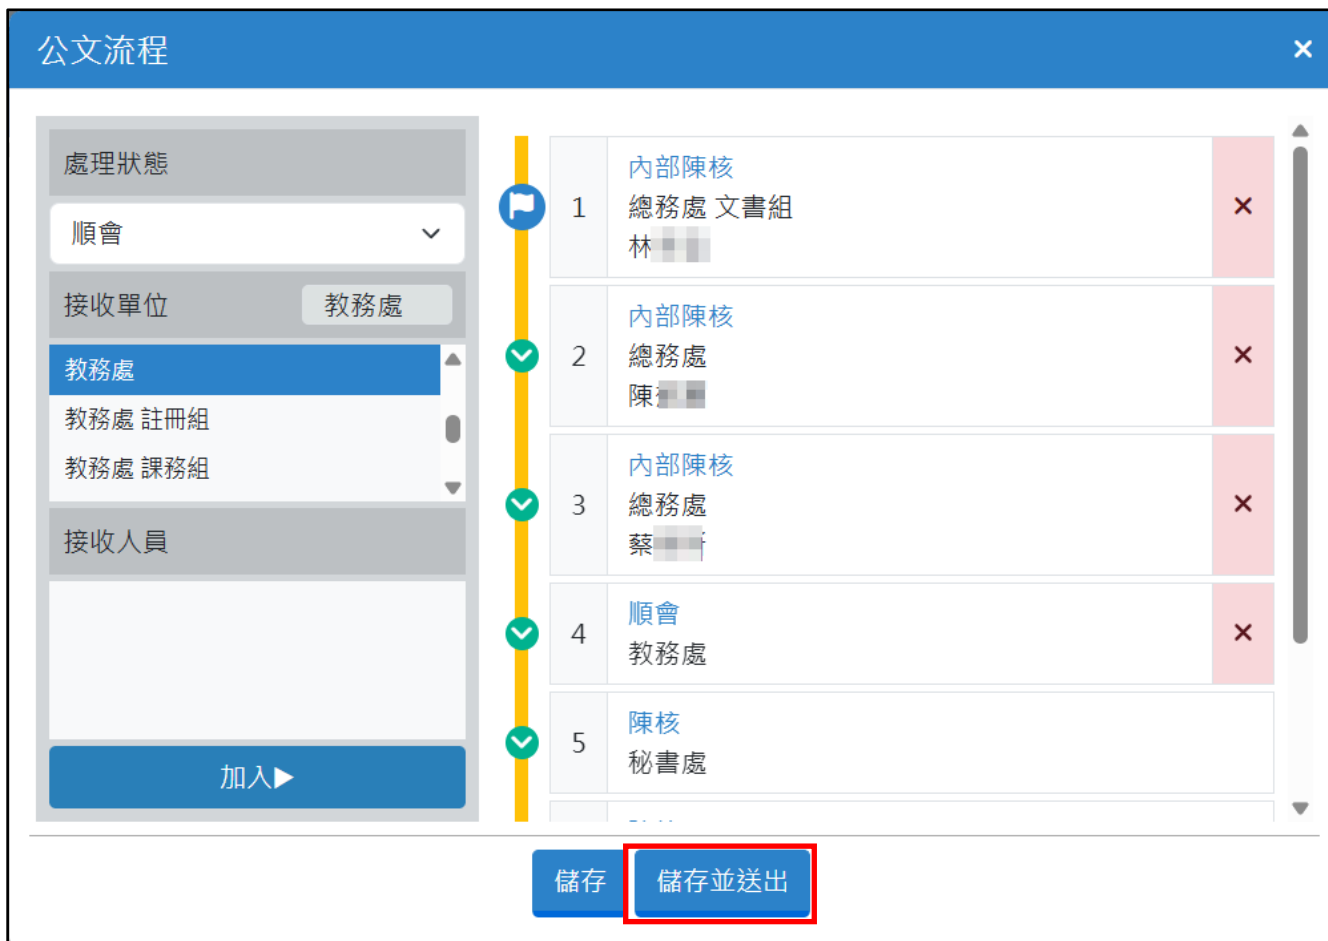 公文流程
處理狀態
順會
接收單位
教務處
教務處
教務處 註冊組
教務處 課務組
接收人員
加入▶
1
內部陳核
總務處 文書組
林
2
內部陳核
總務處
陳
3
內部陳核
總務處
蔡
4
順會
教務處
5
陳核
秘書處
儲存
儲存並送出